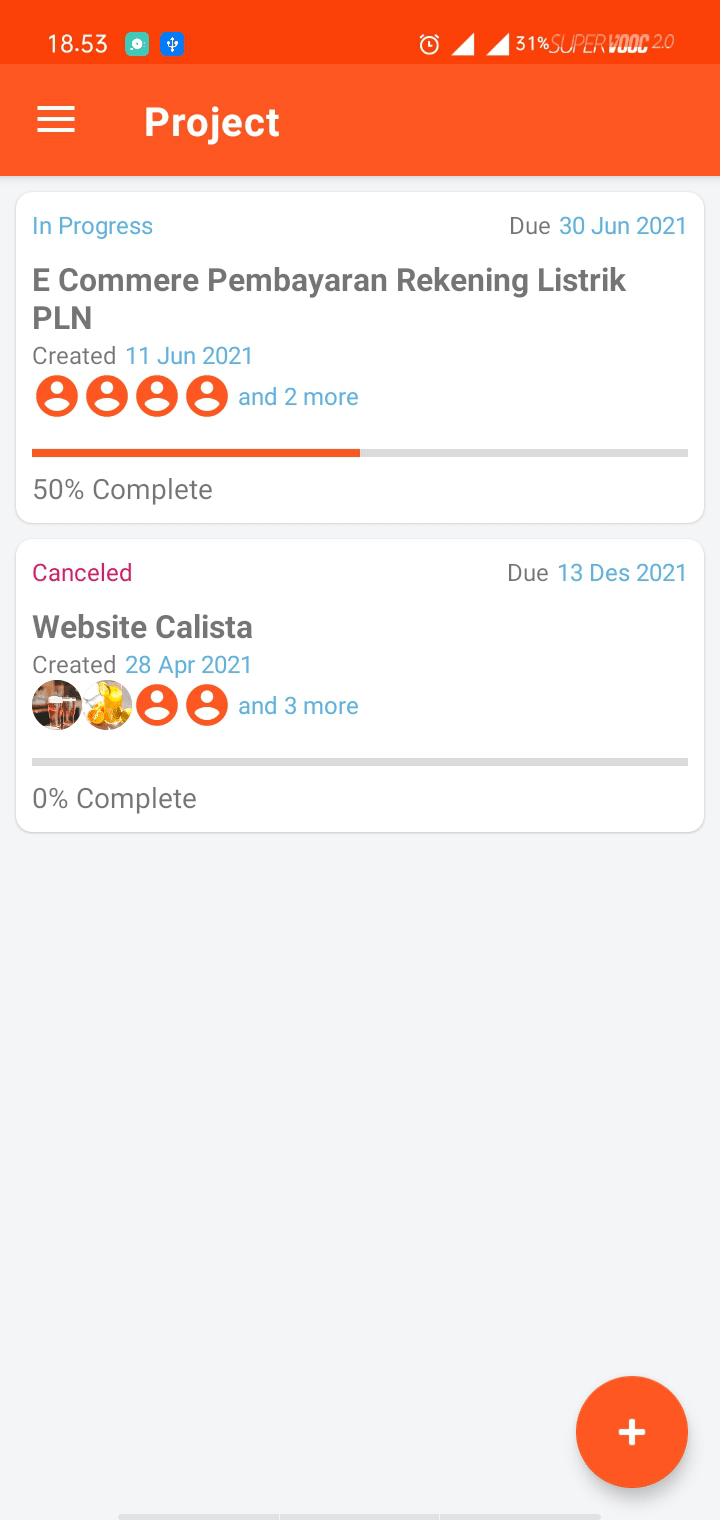 18.53 31% SUPERVOOC 2.0
Project
In Progress Due 30 Jun 2021
E Commere Pembayaran Rekening Listrik
PLN
Created 11 Jun 2021
and 2 more
50% Complete
Canceled Due 13 Des 2021
Website Calista
Created 28 Apr 2021
and 3 more
0% Complete